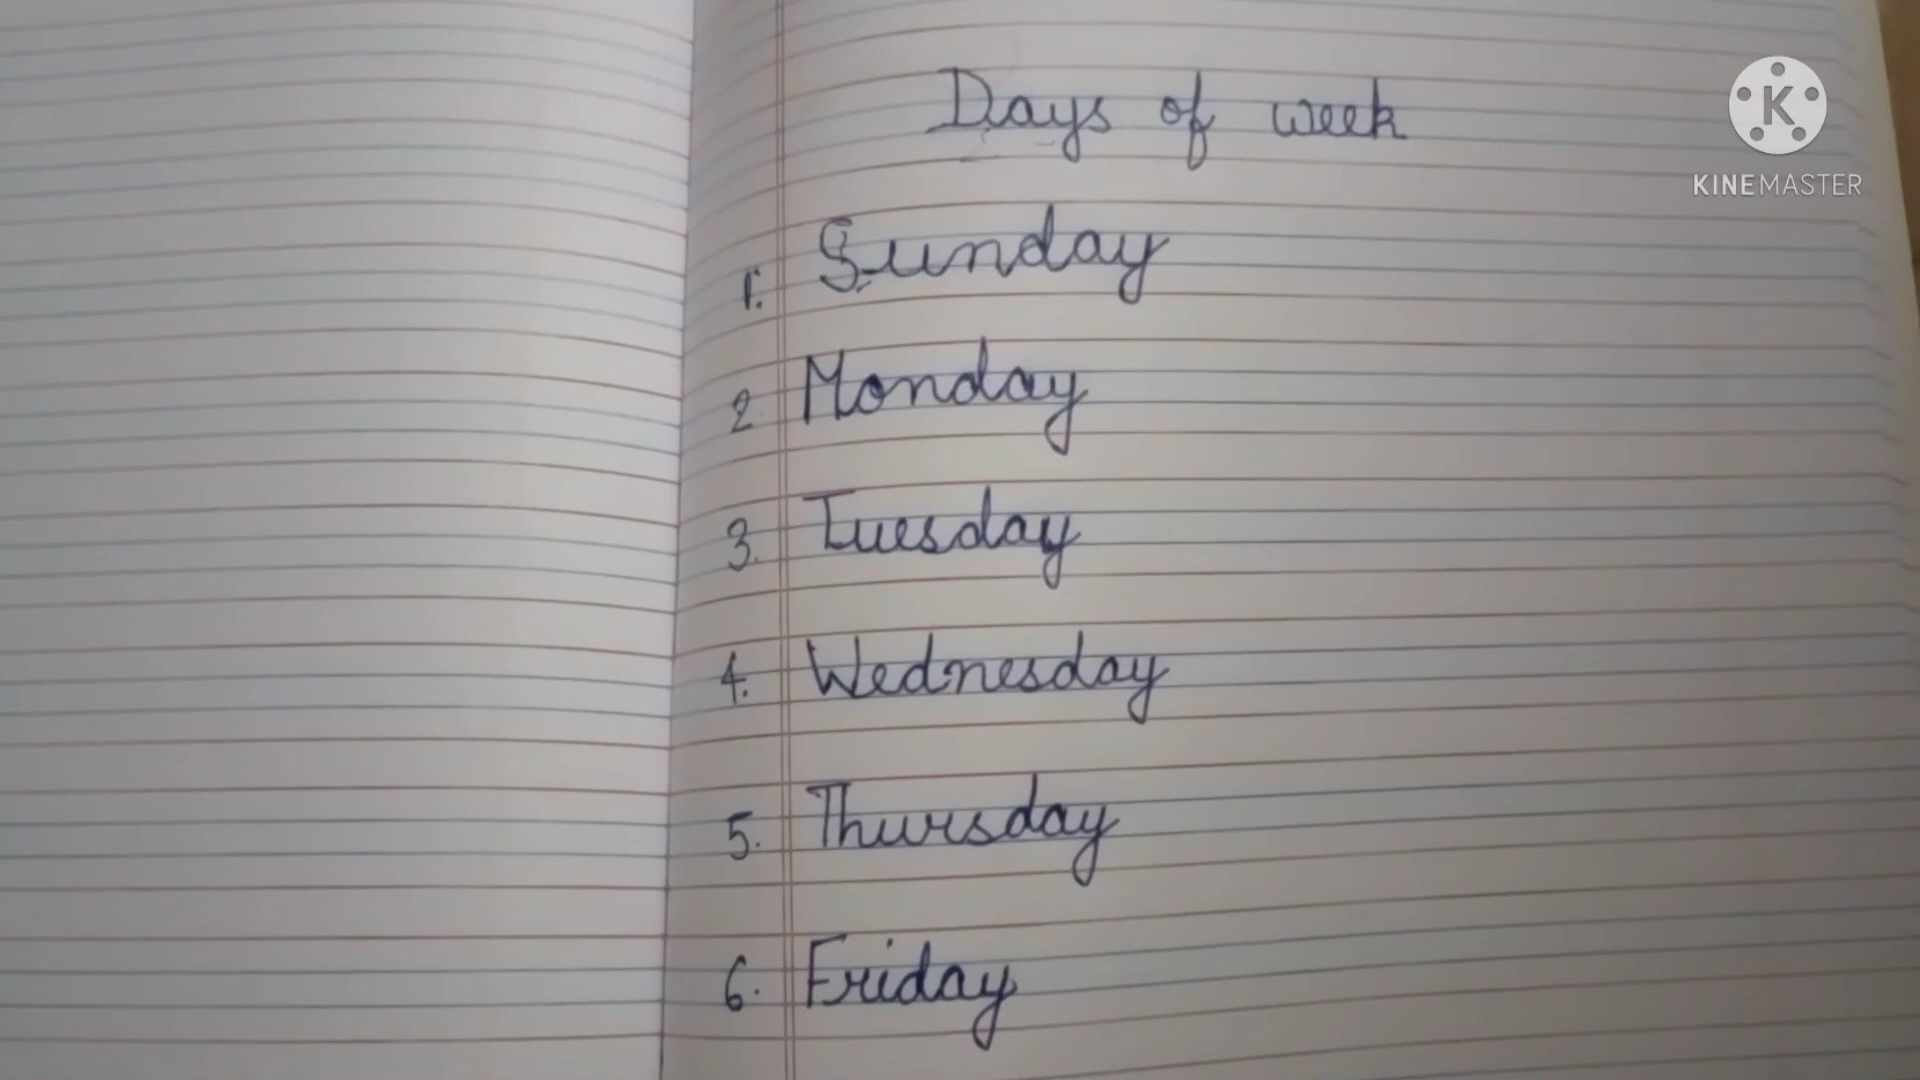 Days of week
KINEMASTER
1. Sunday
2. Monday
3. Tuesday
4. Wednesday
5. Thursday
6. Friday